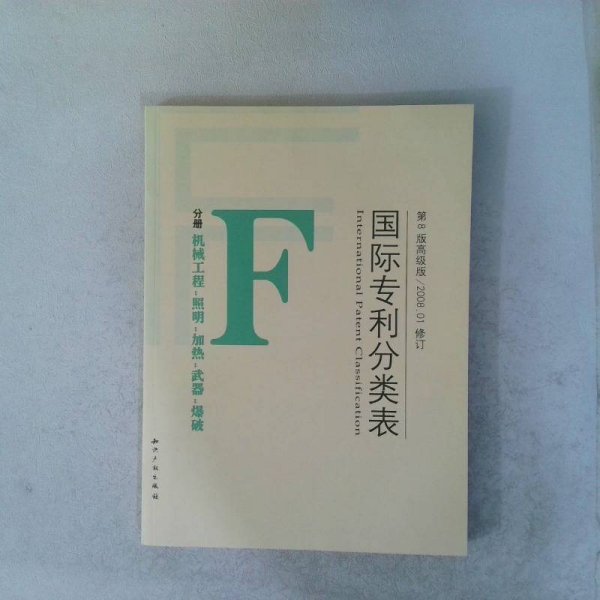 第8版高级版/2008.01修订
国际专利分类表
International Patent Classification
F
分册 机械工程;照明;加热;武器;爆破
知识产权出版社